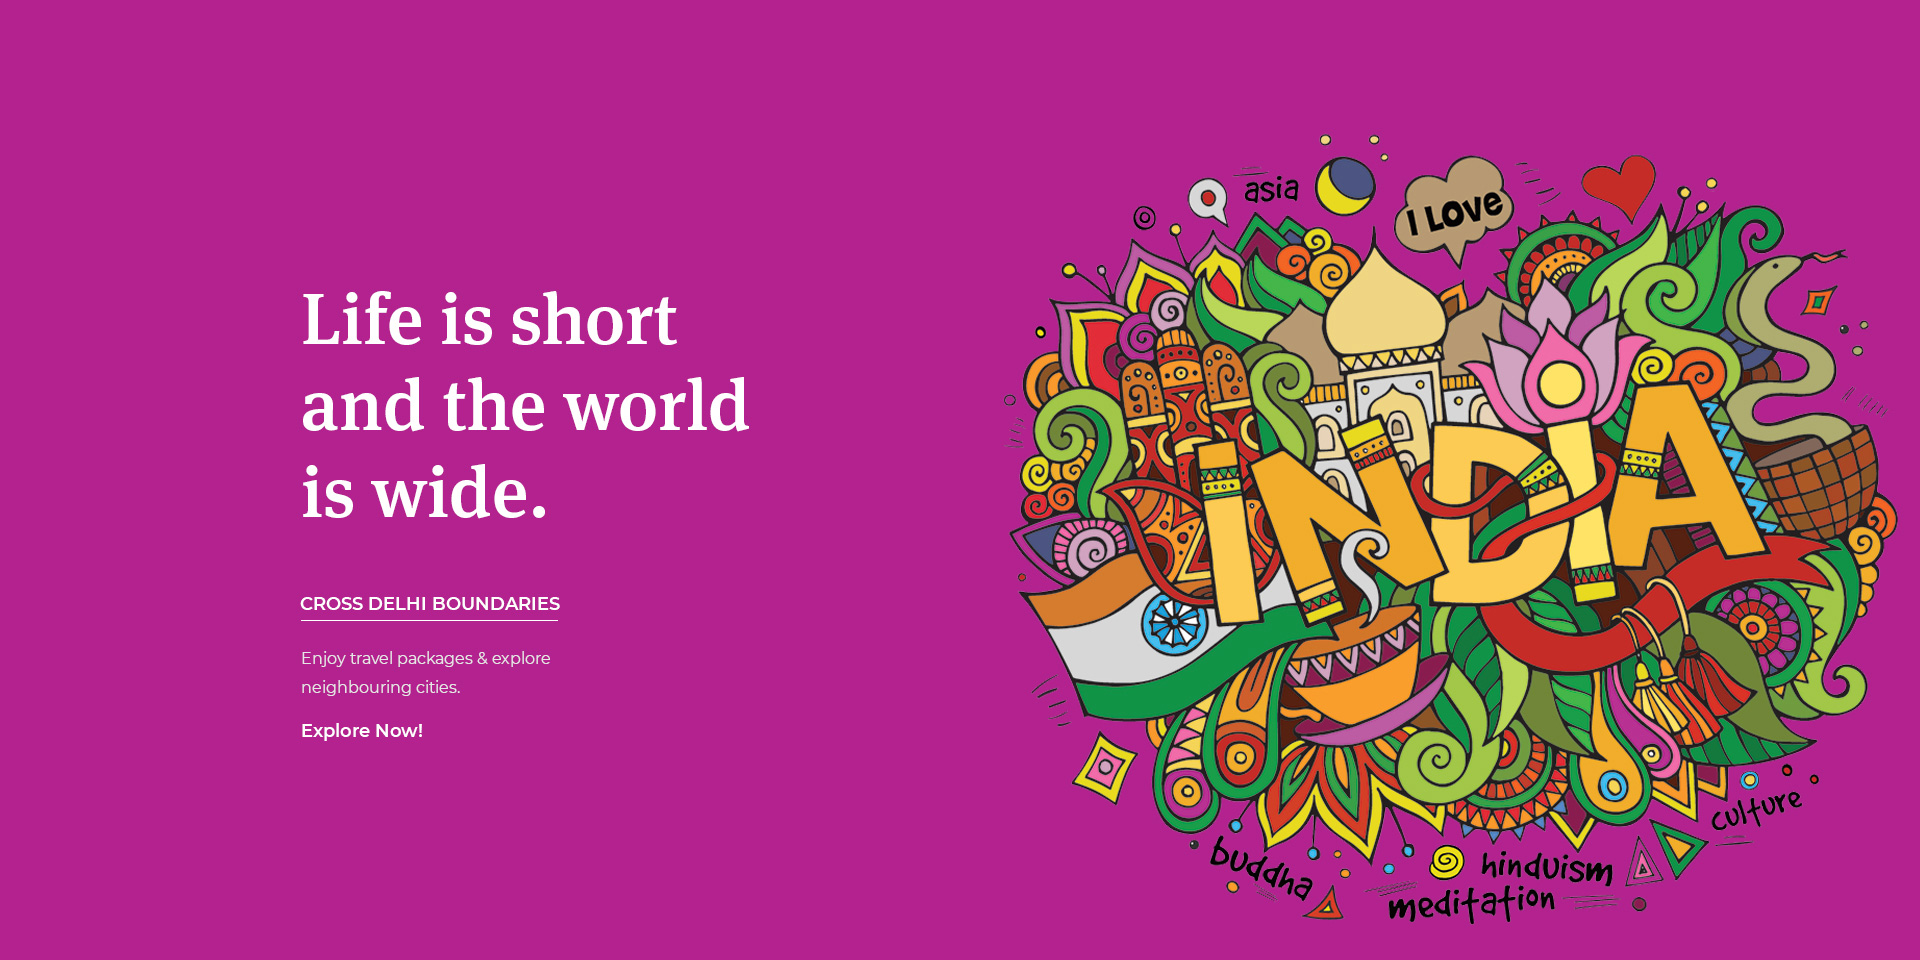 Life is short
and the world
is wide.
CROSS DELHI BOUNDARIES
Enjoy travel packages & explore
neighbouring cities.
Explore Now!
asia
I LOVE
INDIA
culture
buddha
hinduism
meditation